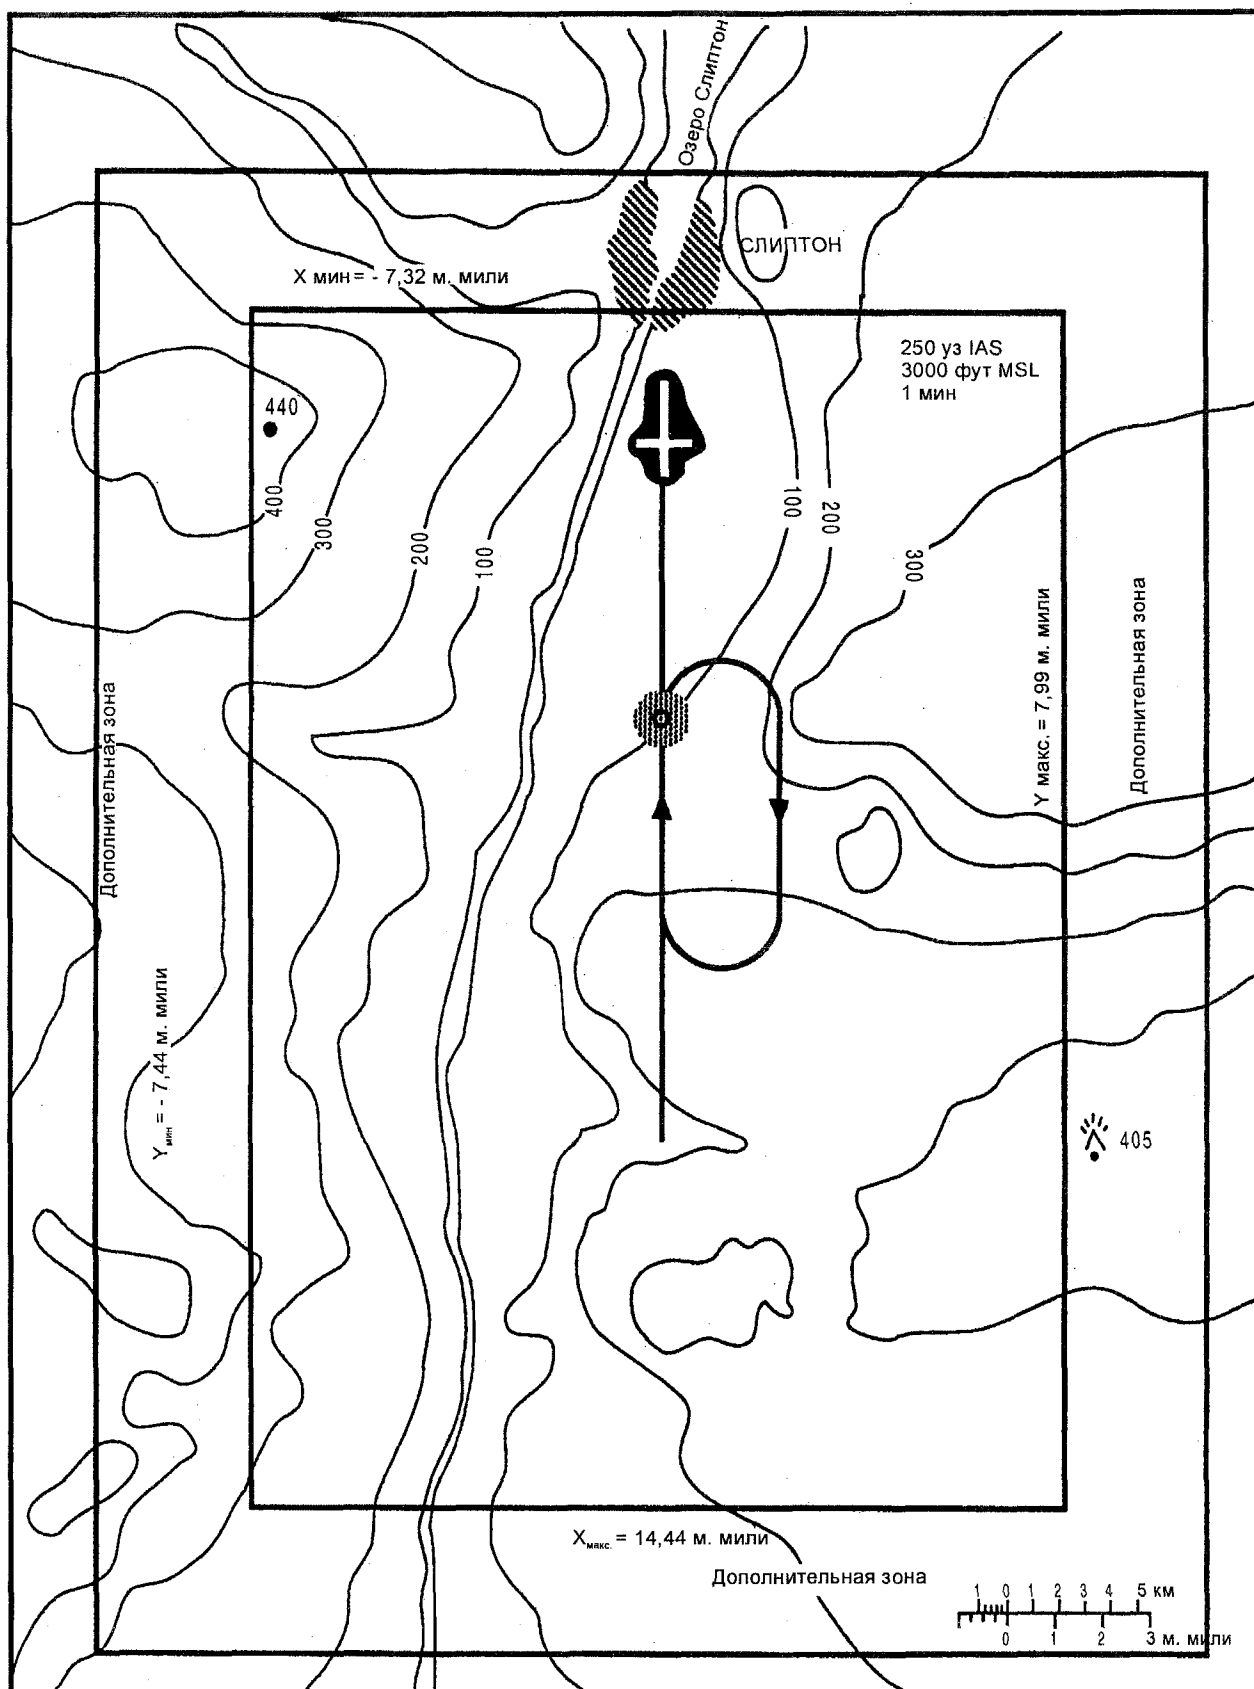 Озеро Слиптон
СЛИПТОН
X мин = - 7,32 м. мили
250 уз IAS
3000 фут MSL
1 мин
440
400
300
200
100
100
200
300
Дополнительная зона
Y макс. = 7,99 м. мили
Дополнительная зона
Yмин = - 7,44 м. мили
405
Xмакс. = 14,44 м. мили
Дополнительная зона
1 0 1 2 3 4 5 км
0 1 2 3 м. мили